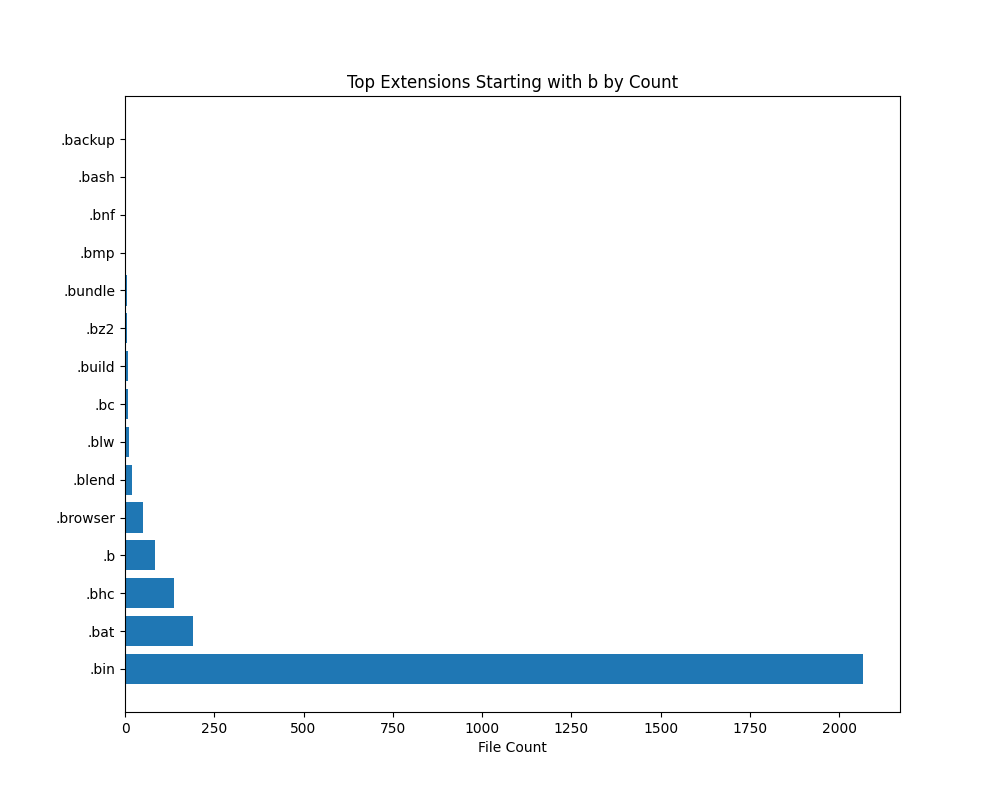 Top Extensions Starting with b by Count
.backup
.bash
.bnf
.bmp
.bundle
.bz2
.build
.bc
.blw
.blend
.browser
.b
.bhc
.bat
.bin
0 250 500 750 1000 1250 1500 1750 2000
File Count